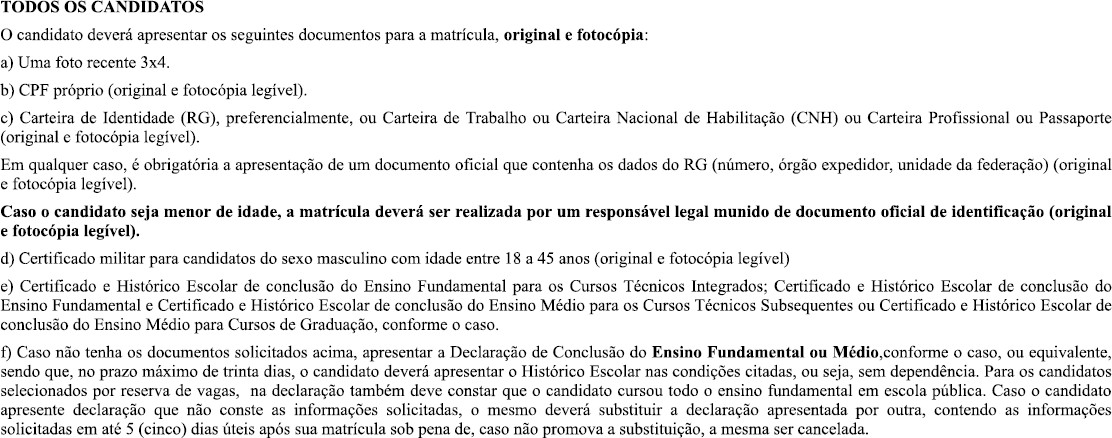 TODOS OS CANDIDATOS
O candidato deverá apresentar os seguintes documentos para a matrícula, original e fotocópia:
a) Uma foto recente 3x4.
b) CPF próprio (original e fotocópia legível).
c) Carteira de Identidade (RG), preferencialmente, ou Carteira de Trabalho ou Carteira Nacional de Habilitação (CNH) ou Carteira Profissional ou Passaporte
(original e fotocópia legível).
Em qualquer caso, é obrigatória a apresentação de um documento oficial que contenha os dados do RG (número, órgão expedidor, unidade da federação) (original
e fotocópia legível).
Caso o candidato seja menor de idade, a matrícula deverá ser realizada por um responsável legal munido de documento oficial de identificação (original
e fotocópia legível).
d) Certificado militar para candidatos do sexo masculino com idade entre 18 a 45 anos (original e fotocópia legível)
e) Certificado e Histórico Escolar de conclusão do Ensino Fundamental para os Cursos Técnicos Integrados; Certificado e Histórico Escolar de conclusão do
Ensino Fundamental e Certificado e Histórico Escolar de conclusão do Ensino Médio para os Cursos Técnicos Subsequentes ou Certificado e Histórico Escolar de
conclusão do Ensino Médio para Cursos de Graduação, conforme o caso.
f) Caso não tenha os documentos solicitados acima, apresentar a Declaração de Conclusão do Ensino Fundamental ou Médio,conforme o caso, ou equivalente,
sendo que, no prazo máximo de trinta dias, o candidato deverá apresentar o Histórico Escolar nas condições citadas, ou seja, sem dependência. Para os candidatos
selecionados por reserva de vagas, na declaração também deve constar que o candidato cursou todo o ensino fundamental em escola pública. Caso o candidato
apresente declaração que não conste as informações solicitadas, o mesmo deverá substituir a declaração apresentada por outra, contendo as informações
solicitadas em até 5 (cinco) dias úteis após sua matrícula sob pena de, caso não promova a substituição, a mesma ser cancelada.